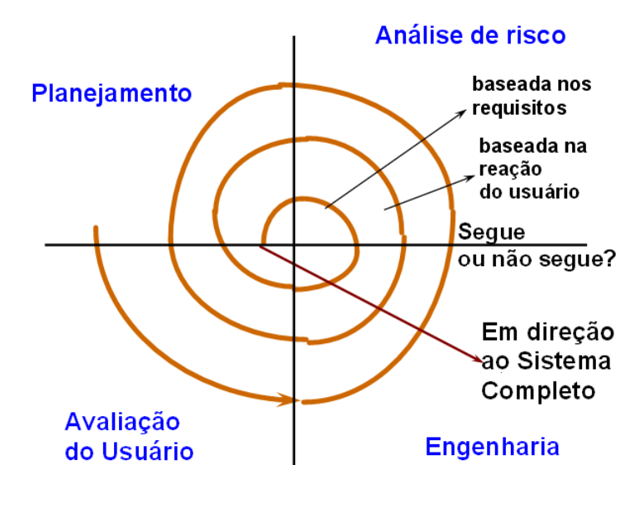 Análise de risco
Planejamento
baseada nos
requisitos
baseada na
reação
do usuário
Segue
ou não segue?
Em direção
ao Sistema
Completo
Avaliação
do Usuário
Engenharia